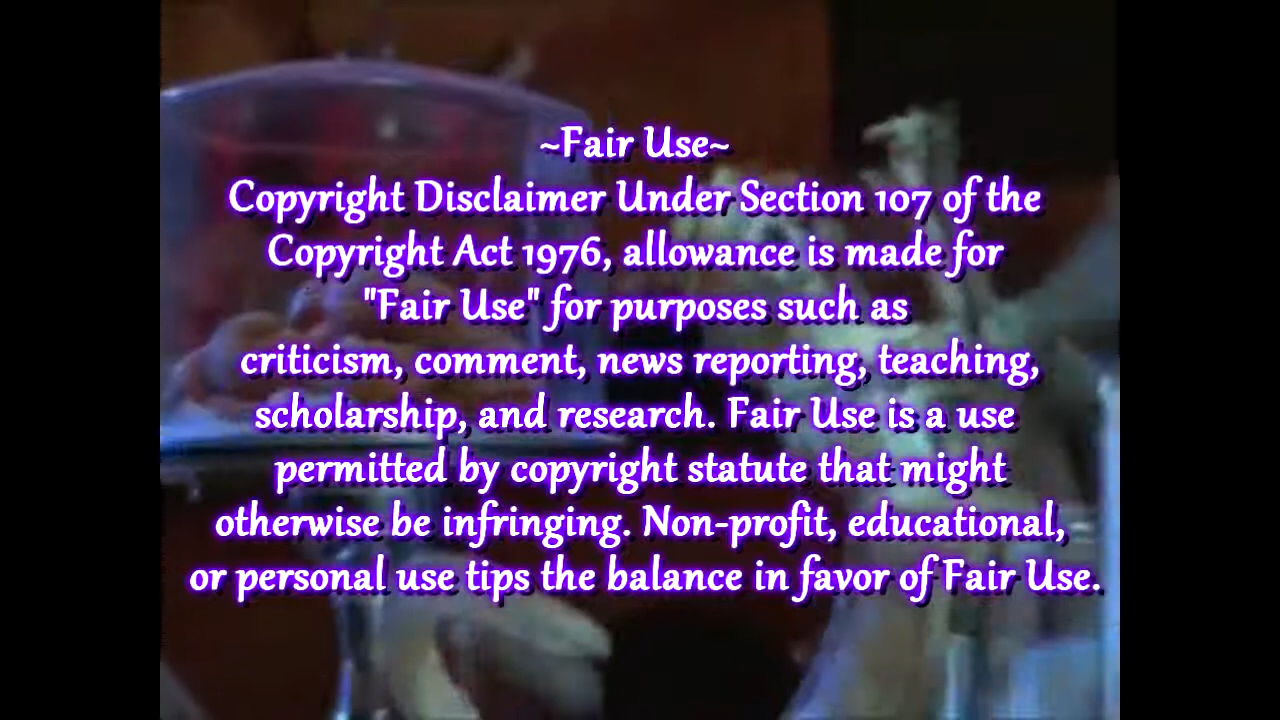 ~Fair Use~
Copyright Disclaimer Under Section 107 of the
Copyright Act 1976, allowance is made for
"Fair Use" for purposes such as
criticism, comment, news reporting, teaching,
scholarship, and research. Fair Use is a use
permitted by copyright statute that might
otherwise be infringing. Non-profit, educational,
or personal use tips the balance in favor of Fair Use.